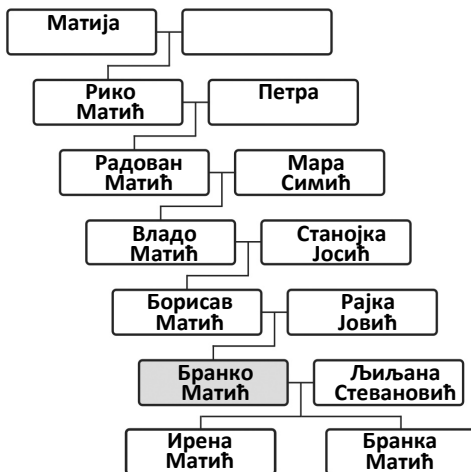 Матија
Рико
Матић
Петра
Радован
Матић
Мара
Симић
Владо
Матић
Станојка
Јосић
Борисав
Матић
Рајка
Јовић
Бранко
Матић
Љиљана
Стевановић
Ирена
Матић
Бранка
Матић